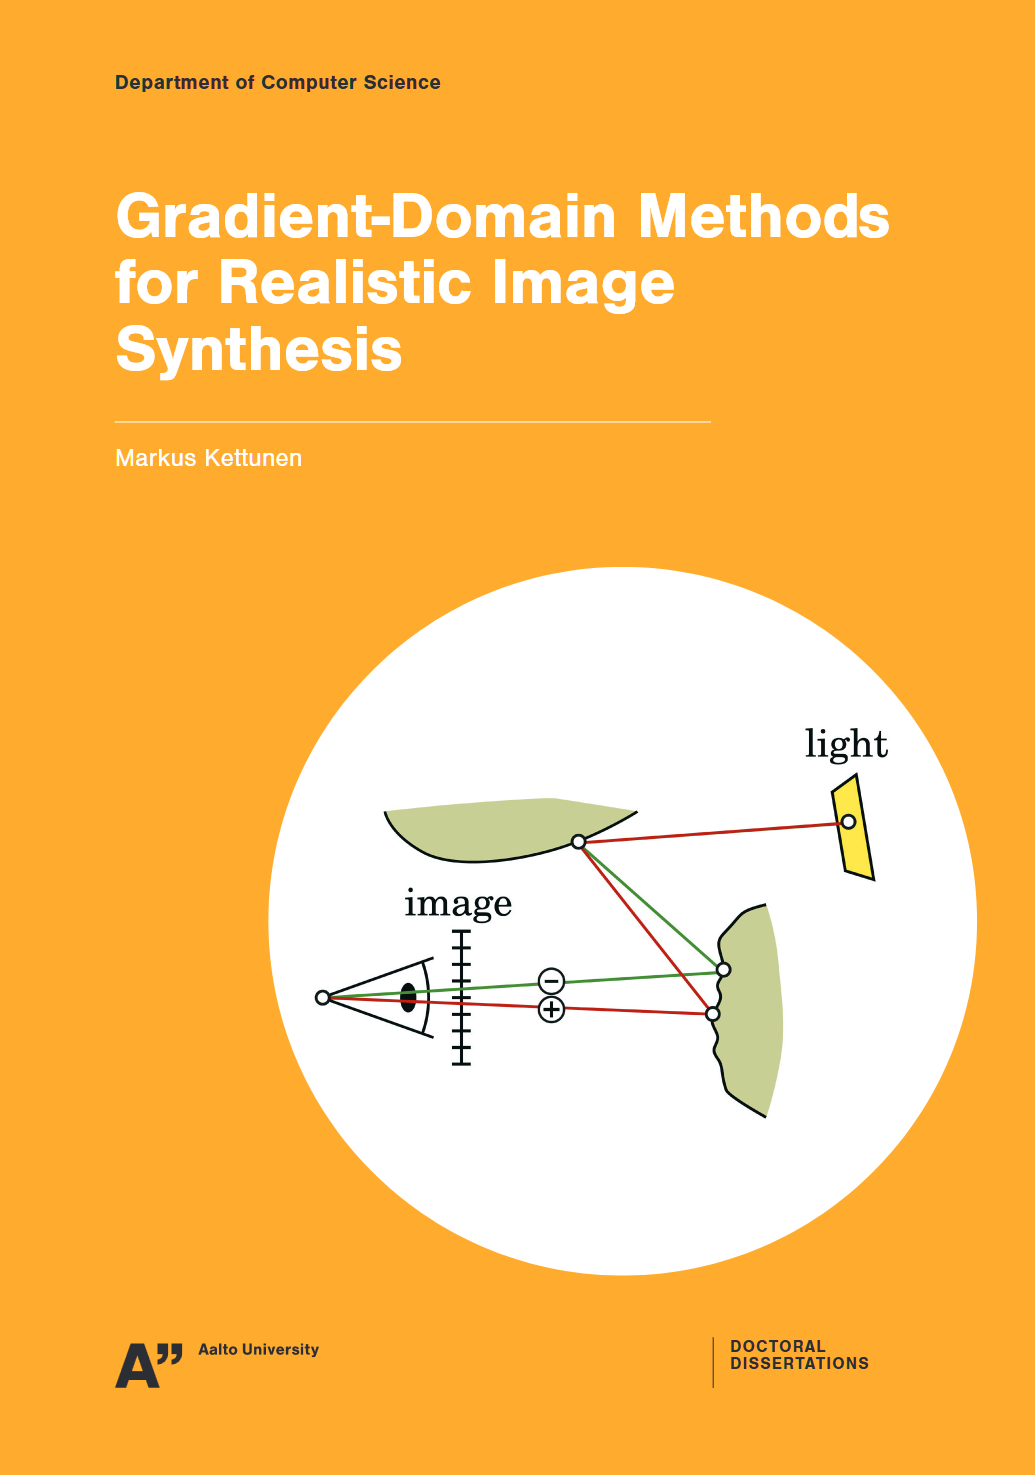 Department of Computer Science
Gradient-Domain Methods
for Realistic Image
Synthesis
Markus Kettunen
light
image
−
+
A”
Aalto University
DOCTORAL
DISSERTATIONS